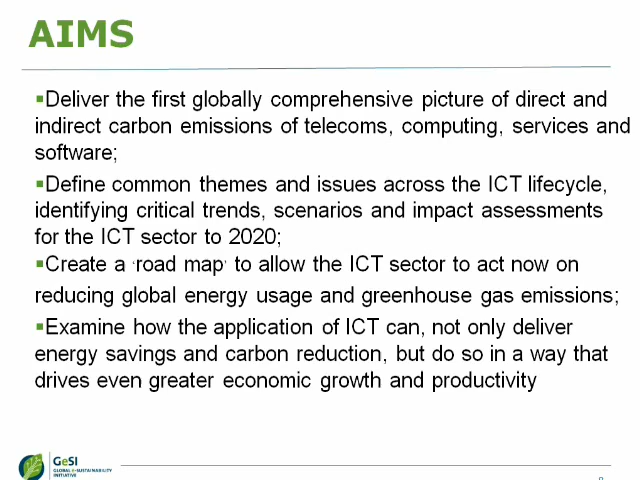 AIMS
▪Deliver the first globally comprehensive picture of direct and
indirect carbon emissions of telecoms, computing, services and
software;
▪Define common themes and issues across the ICT lifecycle,
identifying critical trends, scenarios and impact assessments
for the ICT sector to 2020;
▪Create a ‘road map’ to allow the ICT sector to act now on
reducing global energy usage and greenhouse gas emissions;
▪Examine how the application of ICT can, not only deliver
energy savings and carbon reduction, but do so in a way that
drives even greater economic growth and productivity
GeSI
GLOBAL e-SUSTAINABILITY
INITIATIVE